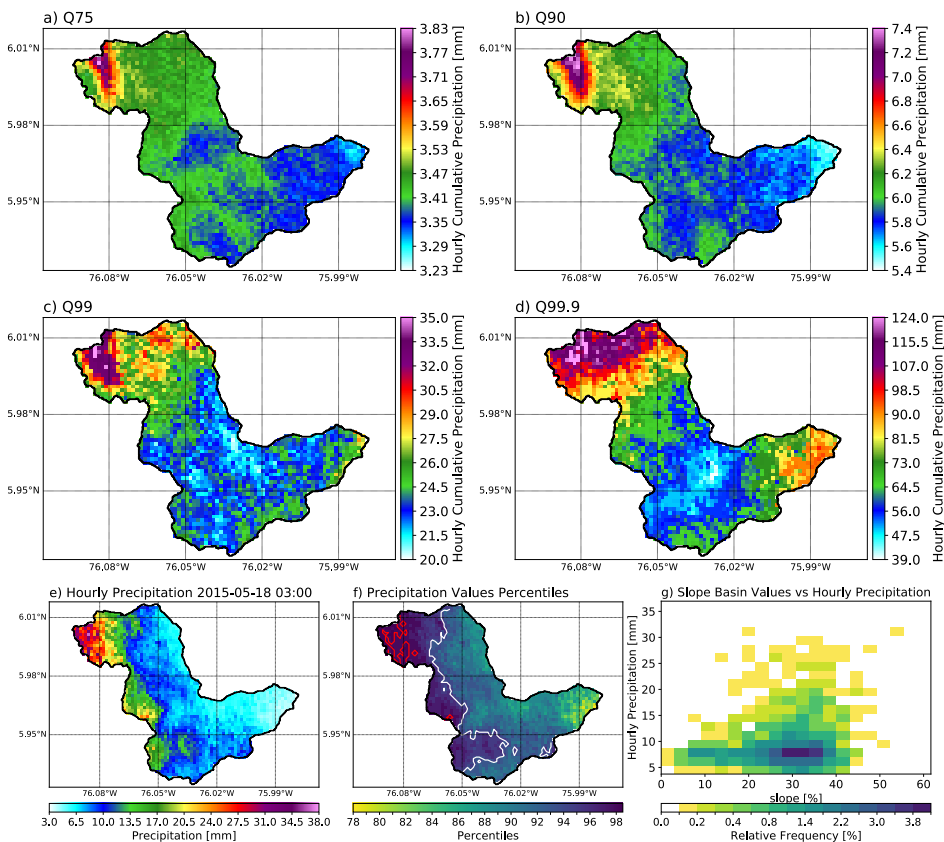 a) Q75
6.01°N
5.98°N
5.95°N
76.08°W 76.05°W 76.02°W 75.99°W
3.83
3.77
3.71
3.65
3.59
3.53
3.47
3.41
3.35
3.29
3.23
Hourly Cumulative Precipitation [mm]
b) Q90
76.08°W 76.05°W 76.02°W 75.99°W
7.4
7.2
7.0
6.8
6.6
6.4
6.2
6.0
5.8
5.6
5.4
Hourly Cumulative Precipitation [mm]
c) Q99
6.01°N
5.98°N
5.95°N
76.08°W 76.05°W 76.02°W 75.99°W
35.0
33.5
32.0
30.5
29.0
27.5
26.0
24.5
23.0
21.5
20.0
Hourly Cumulative Precipitation [mm]
d) Q99.9
6.01°N
5.98°N
5.95°N
76.08°W 76.05°W 76.02°W 75.99°W
124.0
115.5
107.0
98.5
90.0
81.5
73.0
64.5
56.0
47.5
39.0
Hourly Cumulative Precipitation [mm]
e) Hourly Precipitation 2015-05-18 03:00
6.01°N
5.98°N
5.95°N
76.08°W 76.05°W 76.02°W 75.99°W
3.0 6.5 10.0 13.5 17.0 20.5 24.0 27.5 31.0 34.5 38.0
Precipitation [mm]
f) Precipitation Values Percentiles
6.01°N
5.98°N
5.95°N
76.08°W 76.05°W 76.02°W 75.99°W
78 80 82 84 86 88 90 92 94 96 98
Percentiles
g) Slope Basin Values vs Hourly Precipitation
35
30
25
20
15
10
5
Hourly Precipitation [mm]
0 10 20 30 40 50 60
slope [%]
0.0 0.2 0.4 0.8 1.2 2.2 3.0 3.8
Relative Frequency [%]